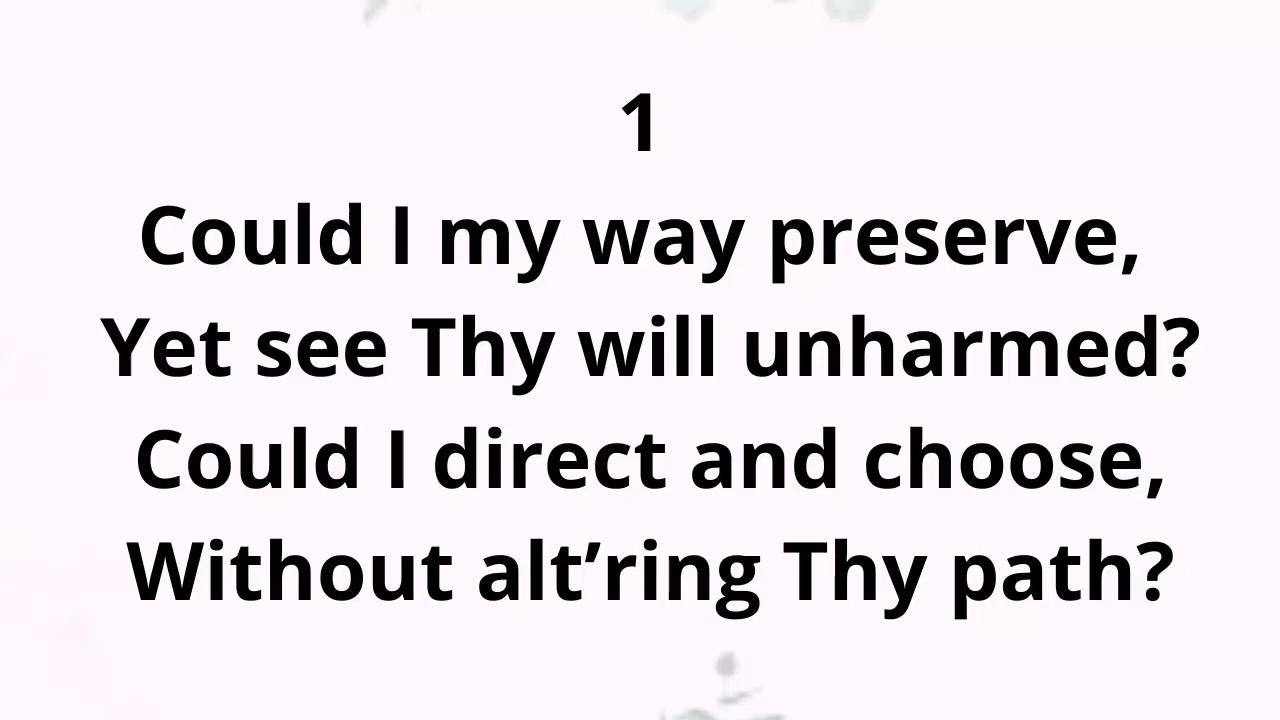 1
Could I my way preserve,
Yet see Thy will unharmed?
Could I direct and choose,
Without alt’ring Thy path?